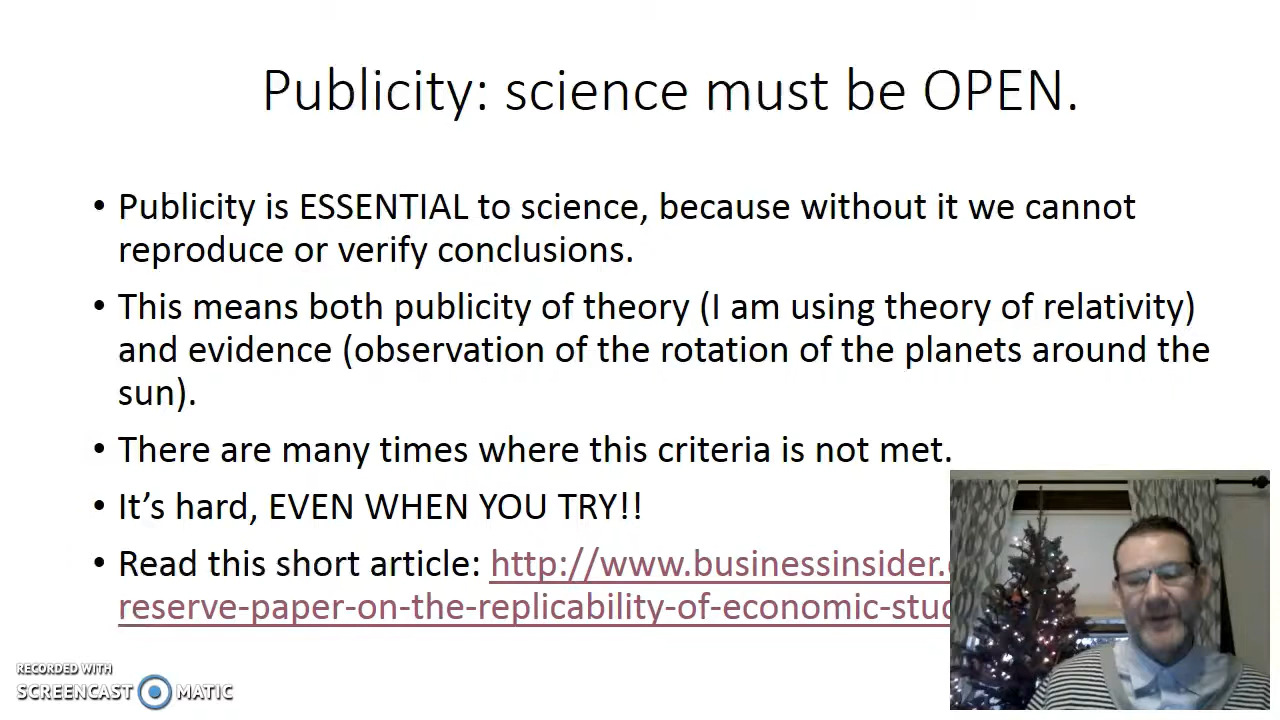 Publicity: science must be OPEN.
• Publicity is ESSENTIAL to science, because without it we cannot
reproduce or verify conclusions.
• This means both publicity of theory (I am using theory of relativity)
and evidence (observation of the rotation of the planets around the
sun).
• There are many times where this criteria is not met.
• It’s hard, EVEN WHEN YOU TRY!!
• Read this short article: http://www.businessinsider.
reserve-paper-on-the-replicability-of-economic-stu
RECORDED WITH
SCREENCAST MATIC